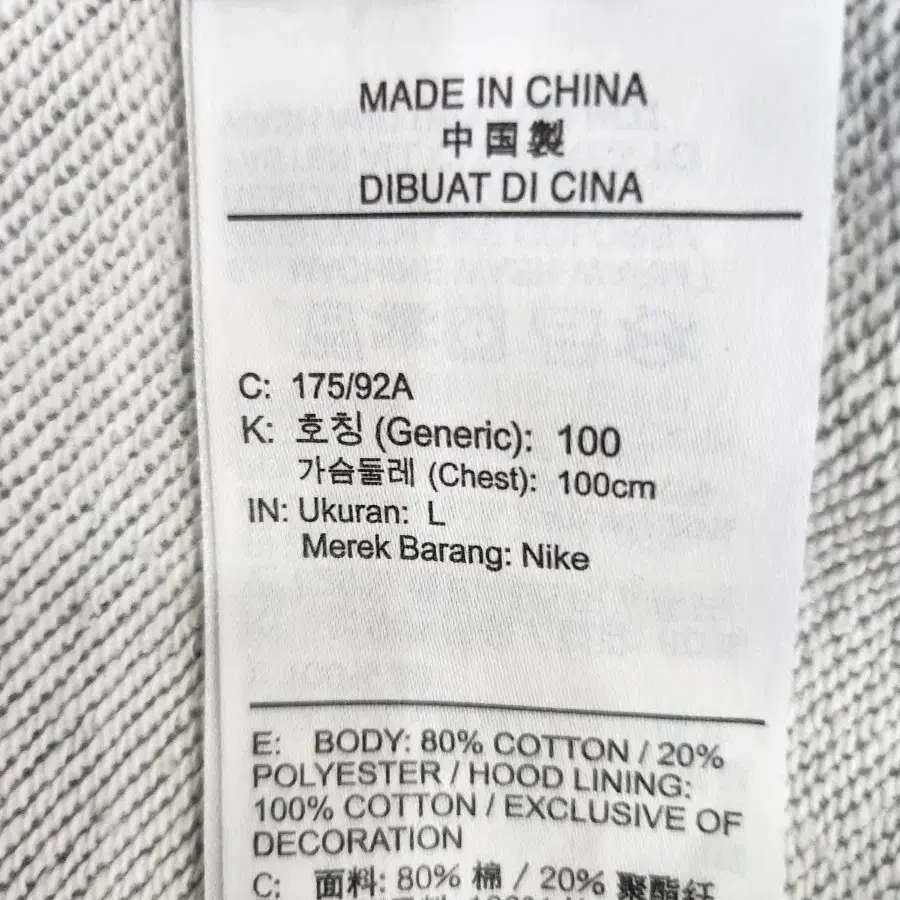 MADE IN CHINA
中国製
DIBUAT DI CINA
C: 175/92A
K: 호칭 (Generic): 100
가슴둘레 (Chest): 100cm
IN: Ukuran: L
Merek Barang: Nike
E: BODY: 80% COTTON / 20%
POLYESTER / HOOD LINING:
100% COTTON / EXCLUSIVE OF
DECORATION
C: 面料: 80% 棉 / 20% 聚酯纤